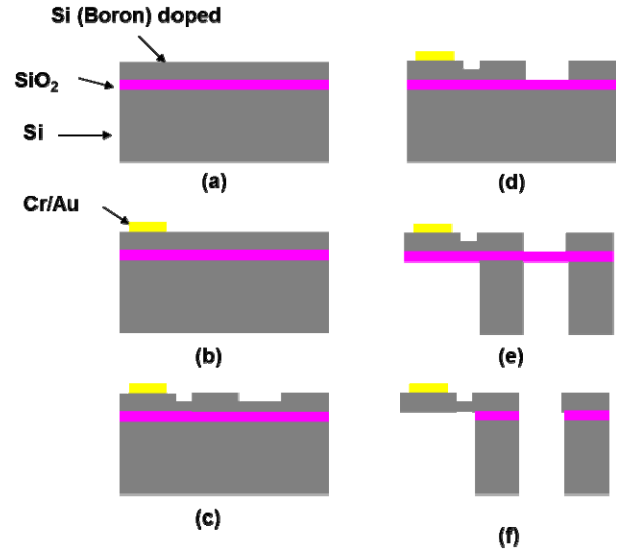 Si (Boron) doped
SiO₂
Si
(a)
Cr/Au
(b)
(c)
(d)
(e)
(f)